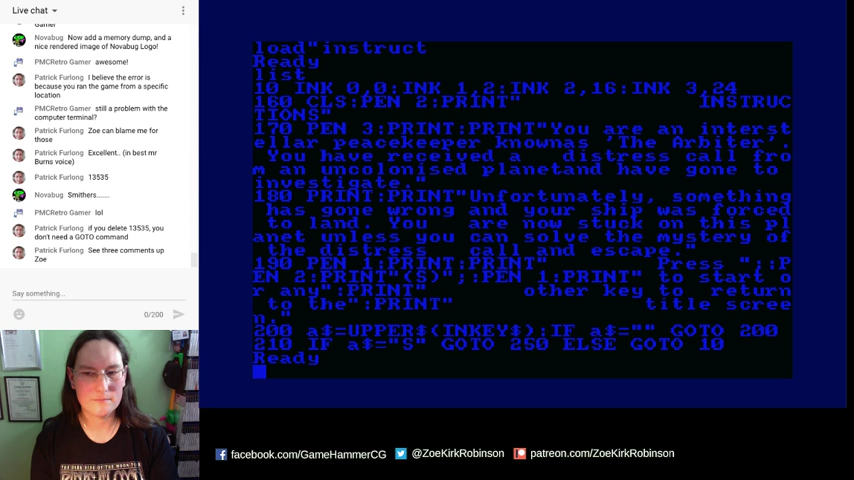 Live chat
Gamer
Novabug Now add a memory dump, and a
nice rendered image of Novabug Logo!
PMCRetro Gamer awesome!
Patrick Furlong I believe the error is
because you ran the game from a specific
location
PMCRetro Gamer still a problem with the
computer terminal?
Patrick Furlong Zoe can blame me for
those
Patrick Furlong Excellent.. (in best mr
Burns voice)
Patrick Furlong 13535
Novabug Smithers........
PMCRetro Gamer lol
Patrick Furlong if you delete 13535, you
don't need a GOTO command
Patrick Furlong See three comments up
Zoe
Say something...
0/200
load"instruct
Ready
list
10 INK 0,0:INK 1,2:INK 2,16:INK 3,24
160 CLS:PEN 2:PRINT" INSTRUC
TIONS"
170 PEN 3:PRINT:PRINT"You are an interst
ellar peacekeeper knownas 'The Arbiter'.
You have received a distress call fro
m an uncolonised planetand have gone to
investigate."
180 PRINT:PRINT"Unfortunately, something
has gone wrong and your ship was forced
to land. You are now stuck on this pl
anet unless you can solve the mystery of
the distress call and escape."
190 PEN 1:PRINT:PRINT" Press ";:P
EN 2:PRINT"(S)";:PEN 1:PRINT" to start o
r any":PRINT" other key to return
to the":PRINT" title scree
n."
200 a$=UPPER$(INKEY$):IF a$="" GOTO 200
210 IF a$="S" GOTO 250 ELSE GOTO 10
Ready
facebook.com/GameHammerCG @ZoeKirkRobinson patreon.com/ZoeKirkRobinson